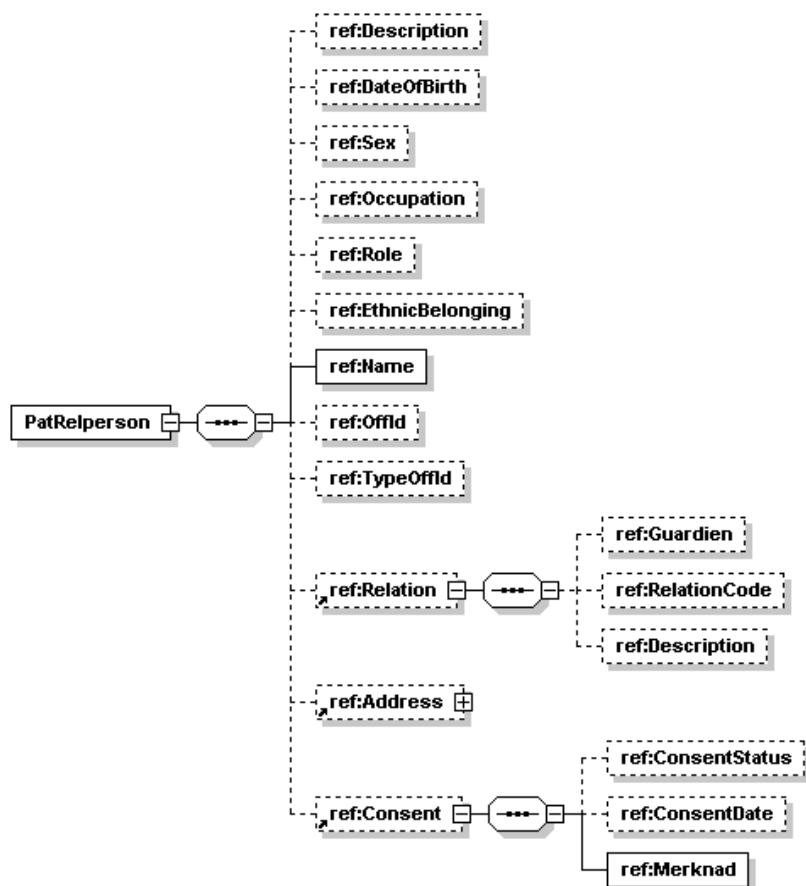 ref:Description
ref:DateOfBirth
ref:Sex
ref:Occupation
ref:Role
ref:EthnicBelonging
ref:Name
PatRelperson
ref:OffId
ref:TypeOffId
ref:Guardien
ref:Relation
ref:RelationCode
ref:Description
ref:Address
ref:ConsentStatus
ref:Consent
ref:ConsentDate
ref:Merknad